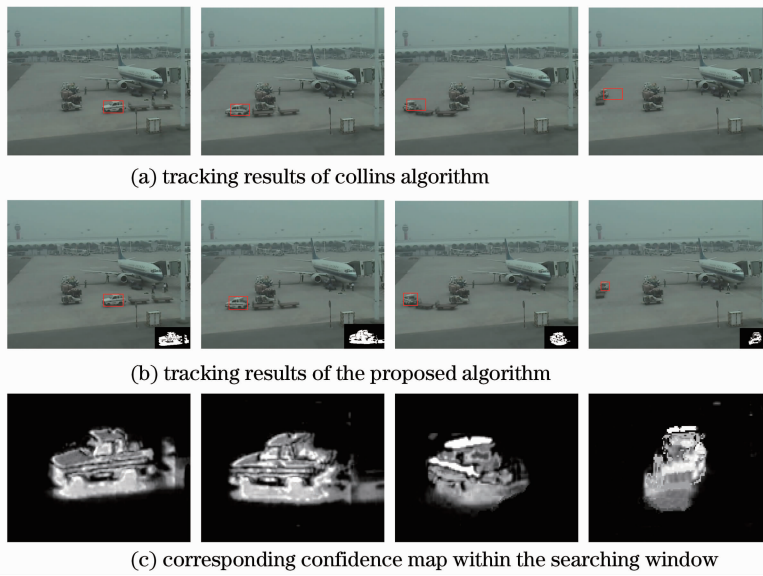 (a) tracking results of collins algorithm
(b) tracking results of the proposed algorithm
(c) corresponding confidence map within the searching window